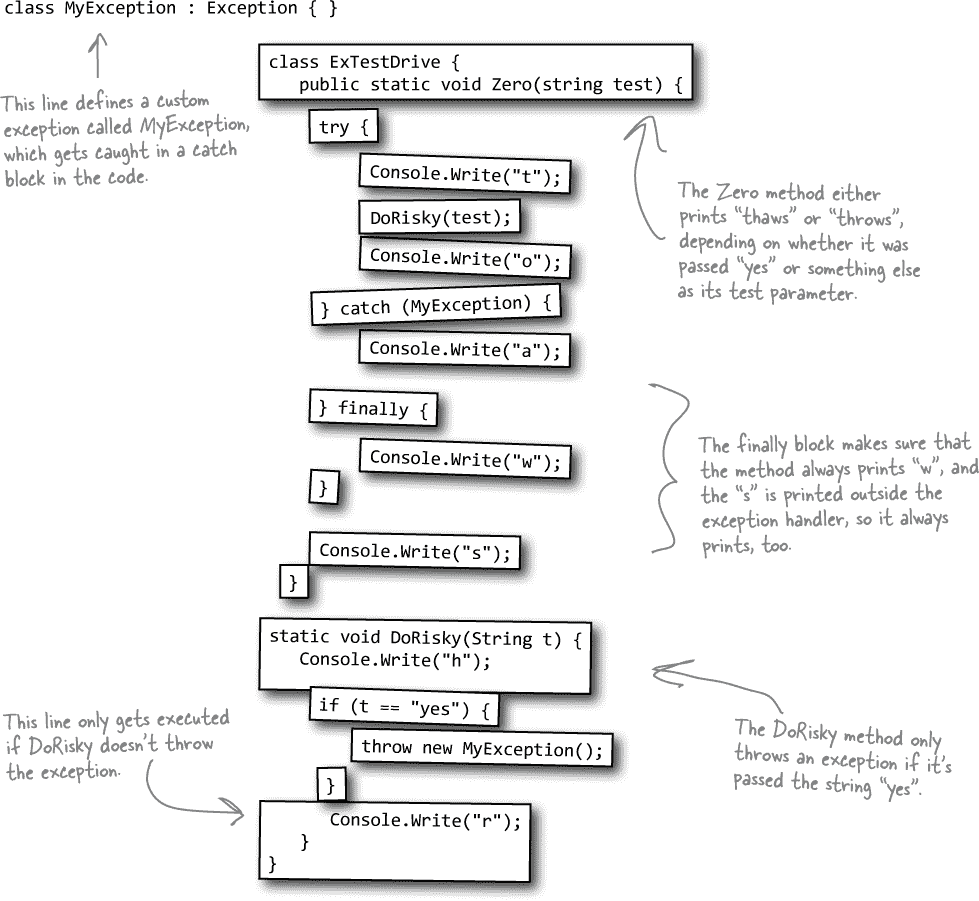 class MyException : Exception { }
This line defines a custom
exception called MyException,
which gets caught in a catch
block in the code.
class ExTestDrive {
public static void Zero(string test) {
try {
Console.Write("t");
DoRisky(test);
Console.Write("o");
} catch (MyException) {
Console.Write("a");
} finally {
Console.Write("w");
}
Console.Write("s");
}
The Zero method either
prints “thaws” or “throws”,
depending on whether it was
passed “yes” or something else
as its test parameter.
The finally block makes sure that
the method always prints “w”, and
the “s” is printed outside the
exception handler, so it always
prints, too.
static void DoRisky(String t) {
Console.Write("h");
if (t == "yes") {
throw new MyException();
}
Console.Write("r");
}
}
This line only gets executed
if DoRisky doesn’t throw
the exception.
The DoRisky method only
throws an exception if it’s
passed the string “yes”.